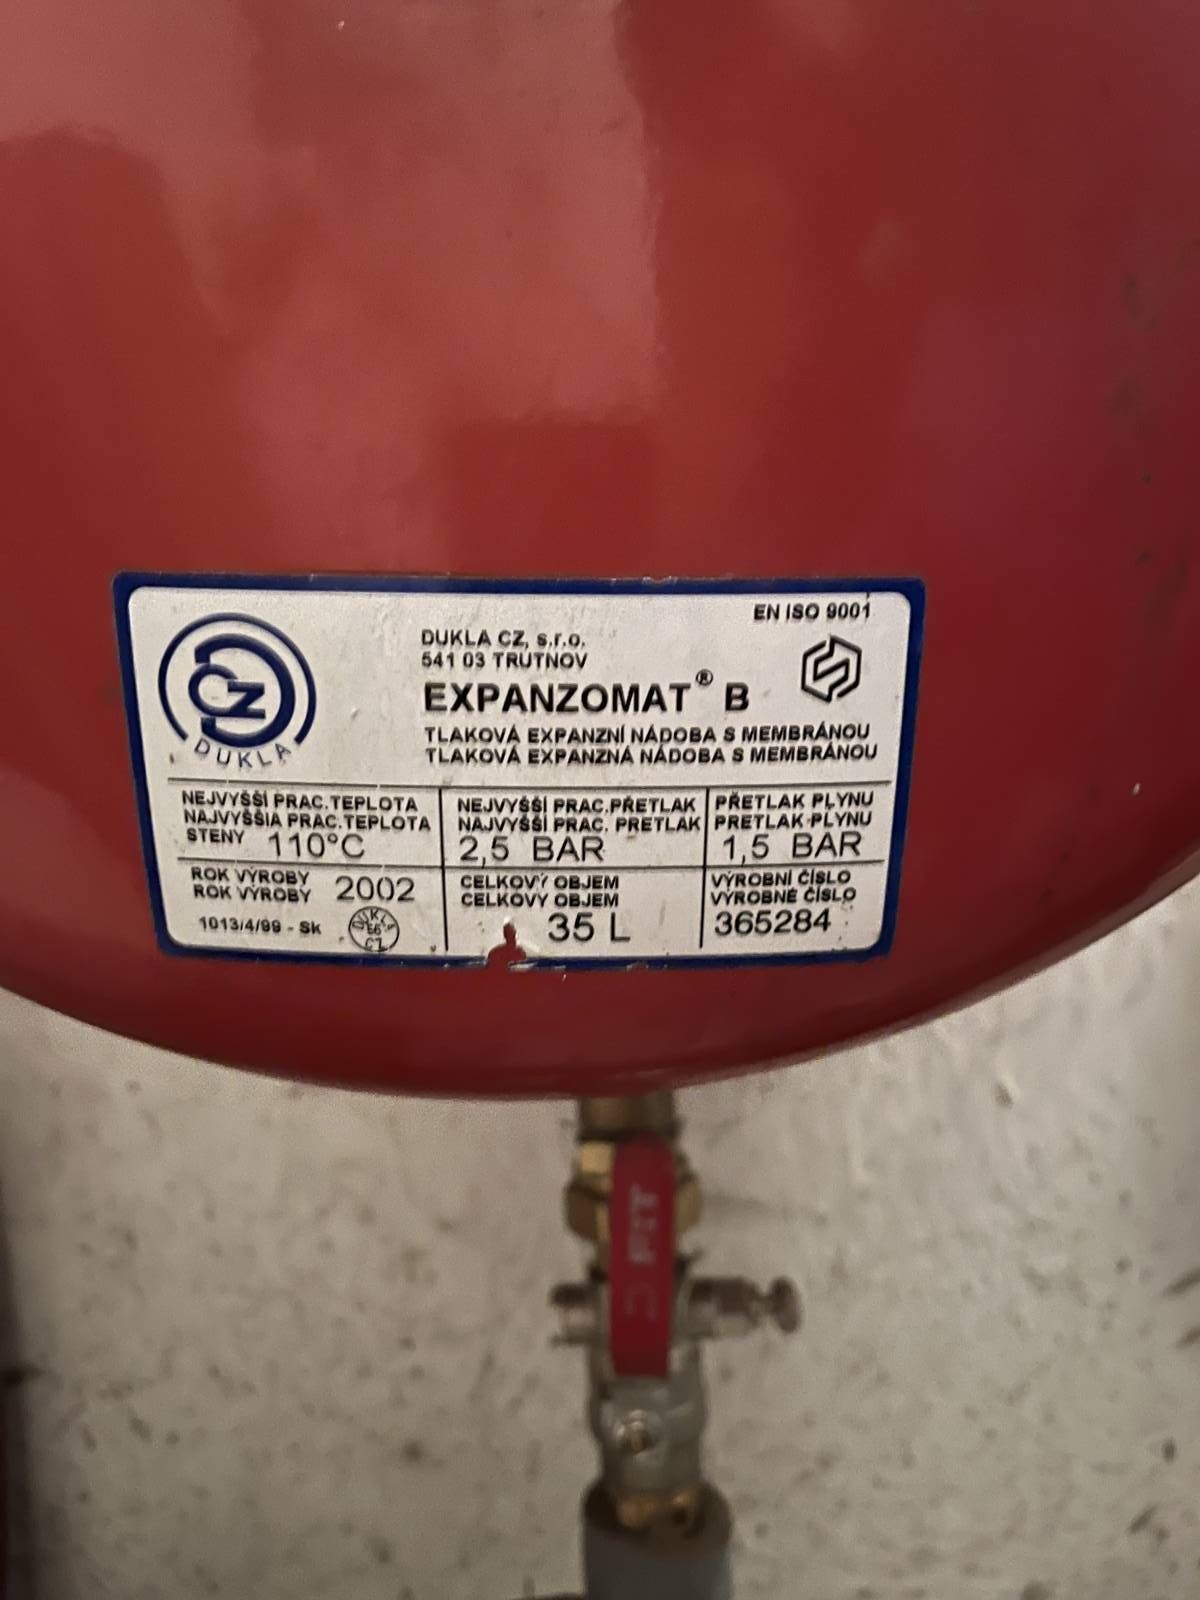 EN ISO 9001
DUKLA CZ, s.r.o.
541 03 TRUTNOV
EXPANZOMAT® B
CZ
DUKLA
TLAKOVÁ EXPANZNÍ NÁDOBA S MEMBRÁNOU
TLAKOVÁ EXPANZNÁ NÁDOBA S MEMBRÁNOU
NEJVYŠŠÍ PRAC.TEPLOTA
NAJVYŠŠIA PRAC.TEPLOTA
STENY 110°C
NEJVYŠŠÍ PRAC.PŘETLAK
NAJVYŠŠÍ PRAC. PRETLAK
2,5 BAR
PŘETLAK PLYNU
PRETLAK PLYNU
1,5 BAR
ROK VÝROBY
ROK VÝROBY 2002
1013/4/99 - Sk
CELKOVÝ OBJEM
CELKOVÝ OBJEM
35 L
VÝROBNÍ ČÍSLO
VÝROBNÉ ČÍSLO
365284
FIT